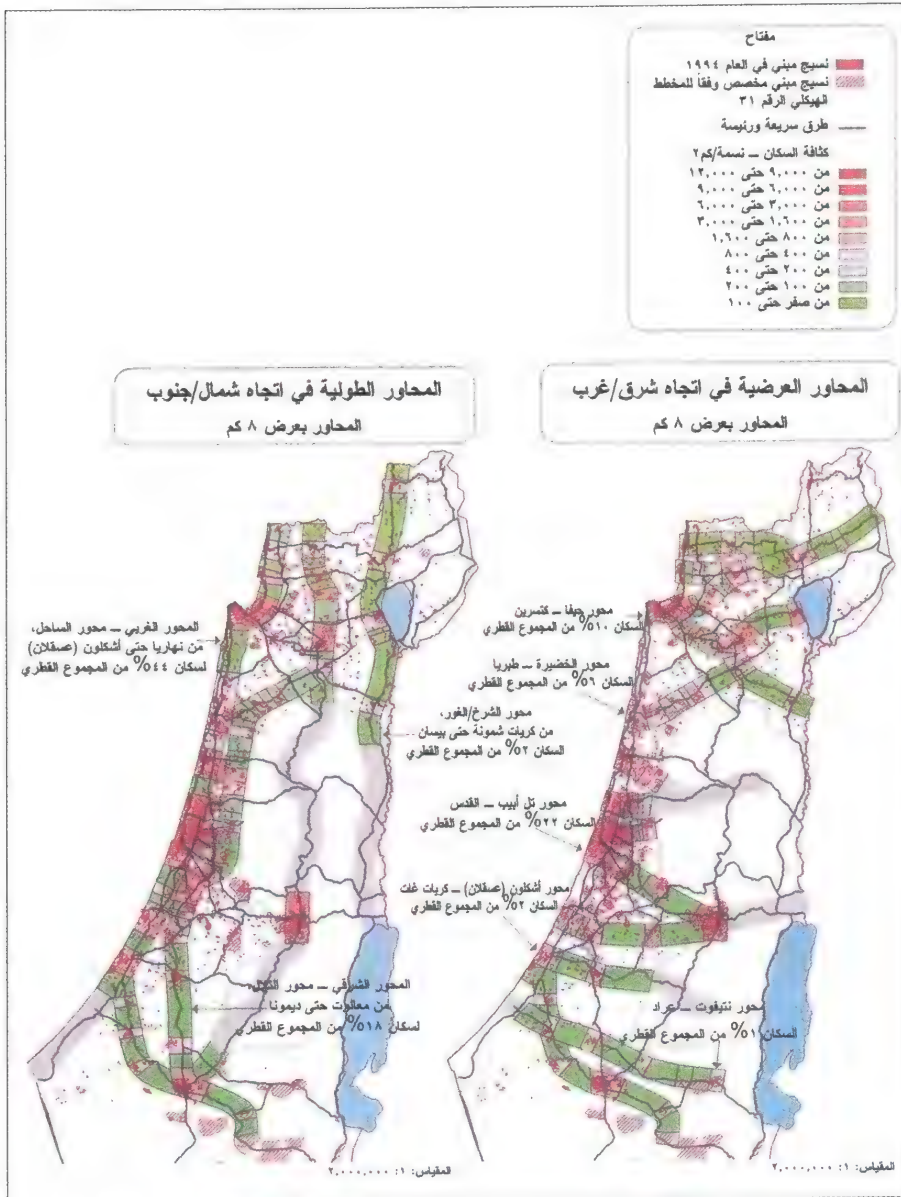 مفتاح
نسيج مبني في العام ١٩٩٤
نسيج مبني مخصص وفقاً للمخطط
الهيكلي الرقم ٣١
طرق سريعة ورئيسة
كثافة السكان – نسمة/كم٢
من ٩,٠٠٠ حتى ١٢,٠٠٠
من ٦,٠٠٠ حتى ٩,٠٠٠
من ٣,٠٠٠ حتى ٦,٠٠٠
من ١,٦٠٠ حتى ٣,٠٠٠
من ٨٠٠ حتى ١,٦٠٠
من ٤٠٠ حتى ٨٠٠
من ٢٠٠ حتى ٤٠٠
من ١٠٠ حتى ٢٠٠
من صفر حتى ١٠٠
المحاور العرضية في اتجاه شرق/غرب
المحاور بعرض ٨ كم
محور حيفا – كتسرين
السكان ١٠% من المجموع القطري
محور الخضيرة – طبريا
السكان ٦% من المجموع القطري
محور تل أبيب – القدس
السكان ٢٢% من المجموع القطري
محور أشكلون (عسقلان) – كريات غات
السكان ٢% من المجموع القطري
محور نتيفوت – عراد
السكان ١% من المجموع القطري
المقياس: ١: ٢,٠٠٠,٠٠٠
المحاور الطولية في اتجاه شمال/جنوب
المحاور بعرض ٨ كم
المحور الغربي – محور الساحل،
من نهاريا حتى أشكلون (عسقلان)
لسكان ٤٤% من المجموع القطري
محور الشرخ/الغور،
من كريات شمونة حتى بيسان
السكان ٢% من المجموع القطري
المحور الشرقي – محور التلال،
من معالوت حتى ديمونا
لسكان ١٨% من المجموع القطري
المقياس: ١: ٢,٠٠٠,٠٠٠